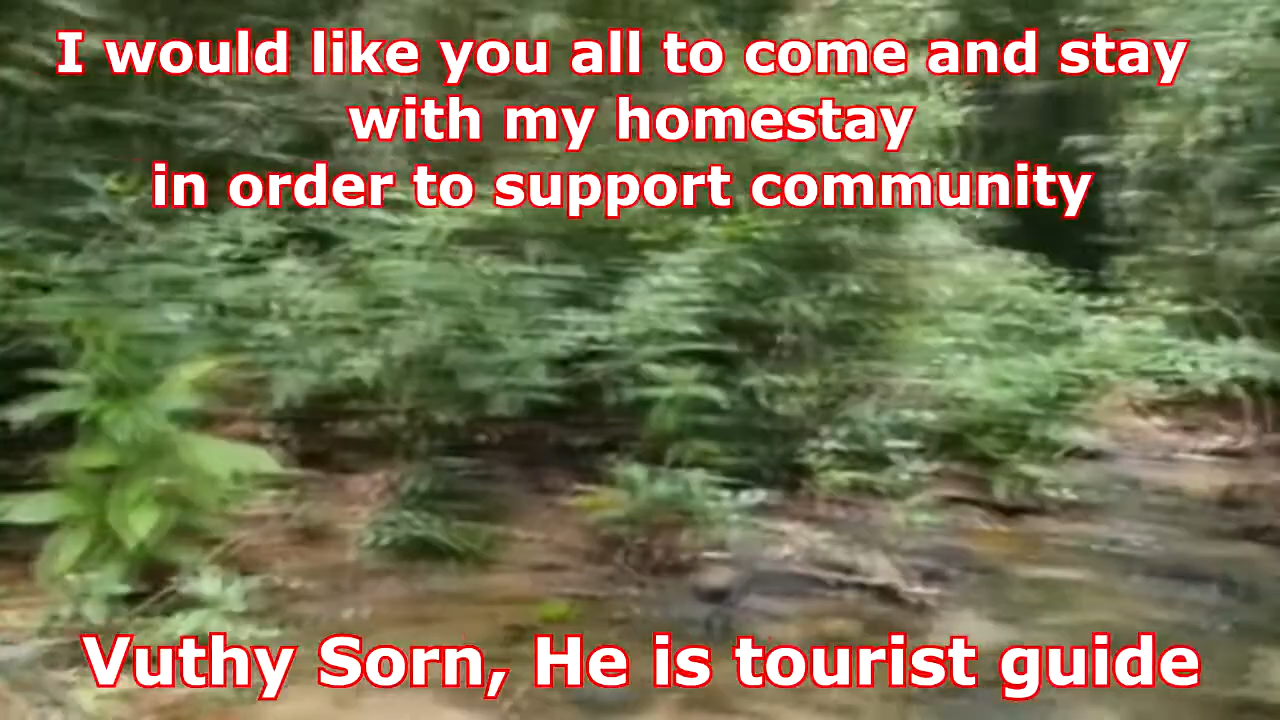 I would like you all to come and stay
with my homestay
in order to support community
Vuthy Sorn, He is tourist guide